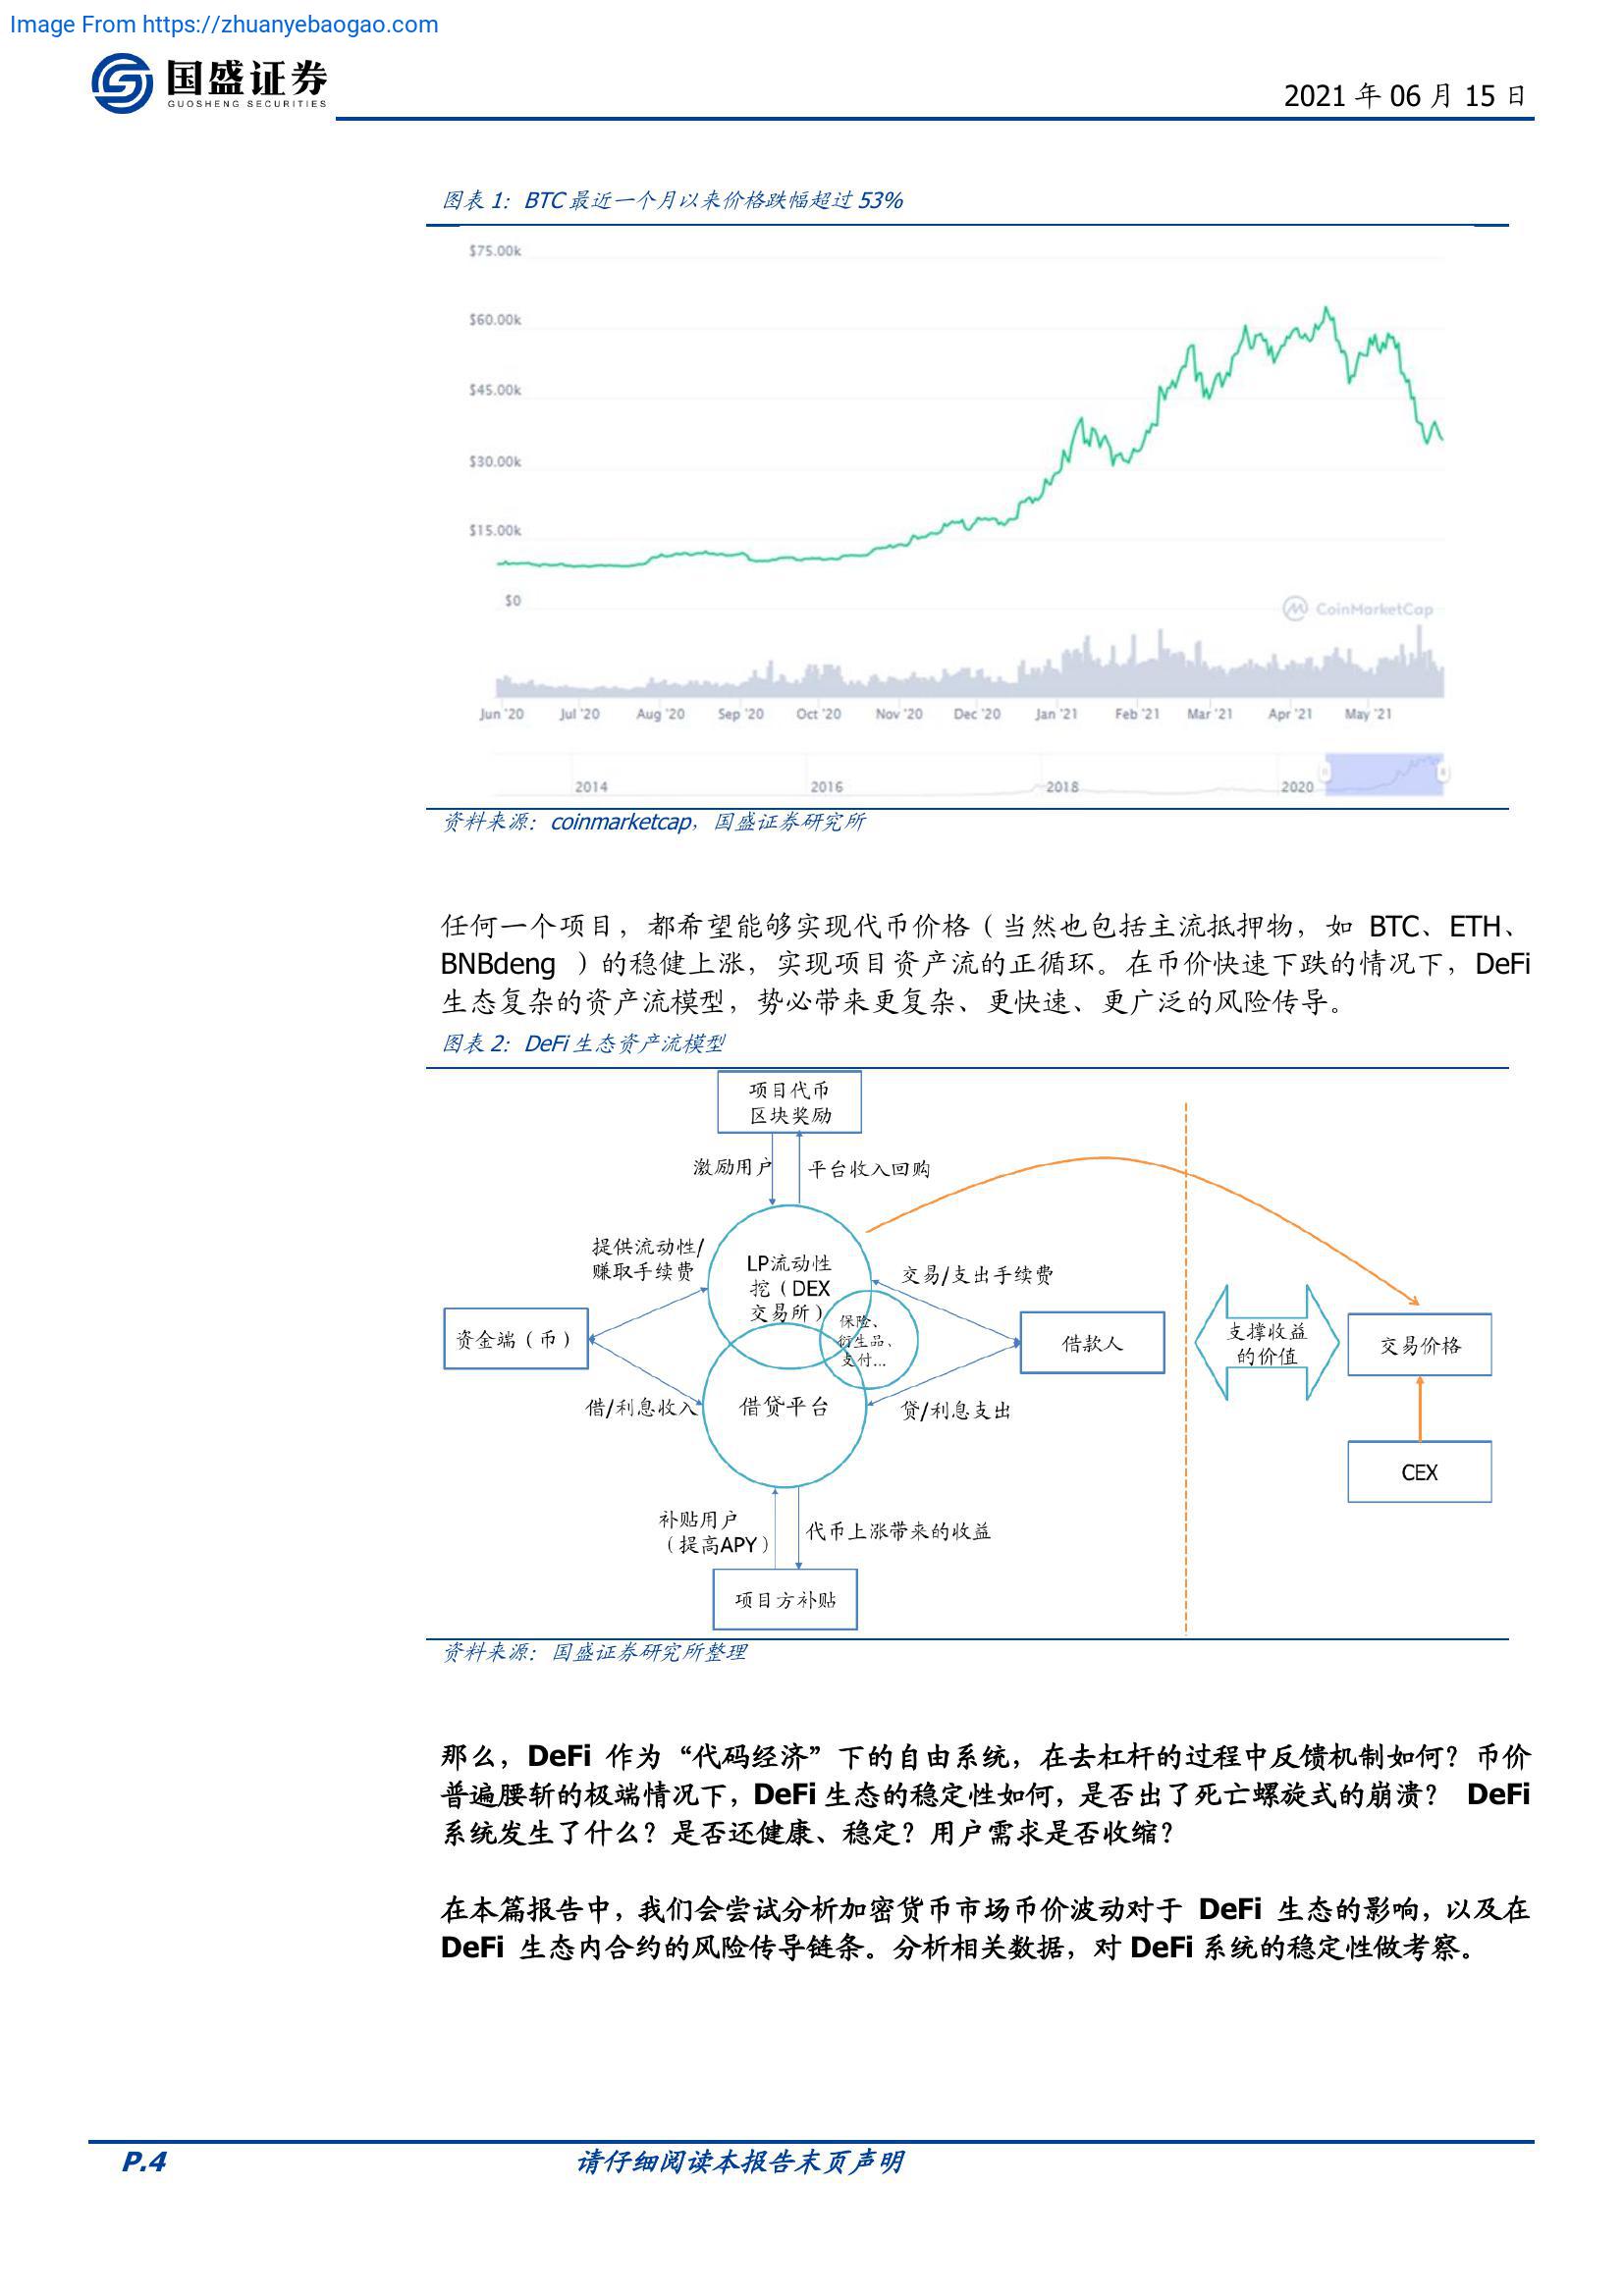 Image From https://zhuanyebaogao.com
国盛证券
GUOSHENG SECURITIES
2021 年 06 月 15 日
图表 1：BTC 最近一个月以来价格跌幅超过 53%
$75.00k
$60.00k
$45.00k
$30.00k
$15.00k
$0
CoinMarketCap
Jun '20 Jul '20 Aug '20 Sep '20 Oct '20 Nov '20 Dec '20 Jan '21 Feb '21 Mar '21 Apr '21 May '21
2014 2016 2018 2020
资料来源：coinmarketcap，国盛证券研究所
任何一个项目，都希望能够实现代币价格（当然也包括主流抵押物，如 BTC、ETH、
BNBdeng ）的稳健上涨，实现项目资产流的正循环。在币价快速下跌的情况下，DeFi
生态复杂的资产流模型，势必带来更复杂、更快速、更广泛的风险传导。
图表 2：DeFi 生态资产流模型
项目代币
区块奖励
激励用户
平台收入回购
提供流动性/
赚取手续费
LP流动性
挖（DEX
交易所）
交易/支出手续费
保险、
衍生品、
支付...
资金端（币）
借款人
支撑收益
的价值
交易价格
借/利息收入
借贷平台
贷/利息支出
CEX
补贴用户
（提高APY）
代币上涨带来的收益
项目方补贴
资料来源：国盛证券研究所整理
那么，DeFi 作为“代码经济”下的自由系统，在去杠杆的过程中反馈机制如何？币价
普遍腰斩的极端情况下，DeFi 生态的稳定性如何，是否出了死亡螺旋式的崩溃？ DeFi
系统发生了什么？是否还健康、稳定？用户需求是否收缩？
在本篇报告中，我们会尝试分析加密货币市场币价波动对于 DeFi 生态的影响，以及在
DeFi 生态内合约的风险传导链条。分析相关数据，对 DeFi 系统的稳定性做考察。
P.4
请仔细阅读本报告末页声明